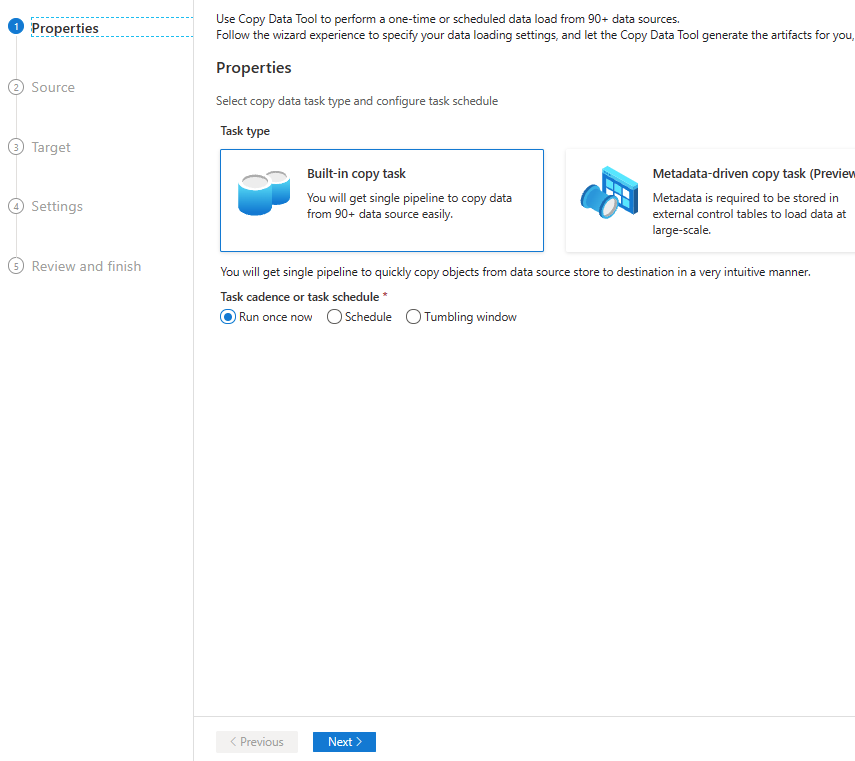 1 Properties
2 Source
3 Target
4 Settings
5 Review and finish
Use Copy Data Tool to perform a one-time or scheduled data load from 90+ data sources.
Follow the wizard experience to specify your data loading settings, and let the Copy Data Tool generate the artifacts for you,
Properties
Select copy data task type and configure task schedule
Task type
Built-in copy task
You will get single pipeline to copy data
from 90+ data source easily.
Metadata-driven copy task (Preview
Metadata is required to be stored in
external control tables to load data at
large-scale.
You will get single pipeline to quickly copy objects from data source store to destination in a very intuitive manner.
Task cadence or task schedule *
Run once now Schedule Tumbling window
< Previous Next >